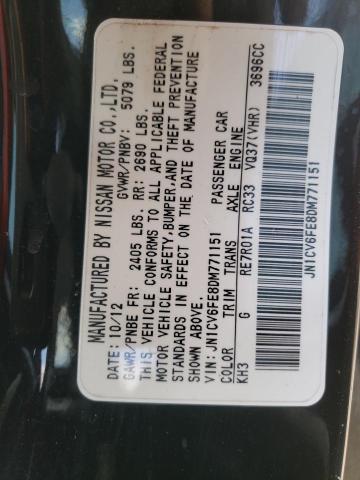 MANUFACTURED BY NISSAN MOTOR CO.,LTD.
DATE: 10/12 GVWR/PNBV: 5079 LBS.
GAWR/PNBE FR: 2405 LBS. RR: 2690 LBS.
THIS VEHICLE CONFORMS TO ALL APPLICABLE FEDERAL
MOTOR VEHICLE SAFETY,BUMPER,AND THEFT PREVENTION
STANDARDS IN EFFECT ON THE DATE OF MANUFACTURE
SHOWN ABOVE.
VIN: JN1CV6FE8DM771151 PASSENGER CAR
COLOR TRIM TRANS AXLE ENGINE
KH3 G RE7R01A RC33 VQ37(VHR) 3696CC
JN1CV6FE8DM771151